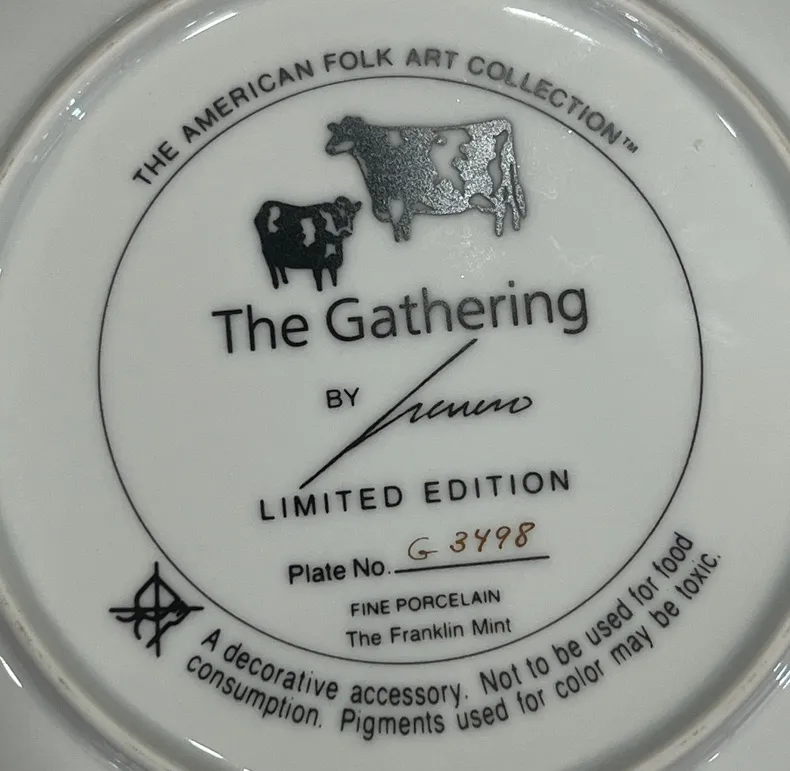 THE AMERICAN FOLK ART COLLECTION™
The Gathering
BY
LIMITED EDITION
Plate No. G 3498
FINE PORCELAIN
The Franklin Mint
A decorative accessory. Not to be used for food
consumption. Pigments used for color may be toxic.